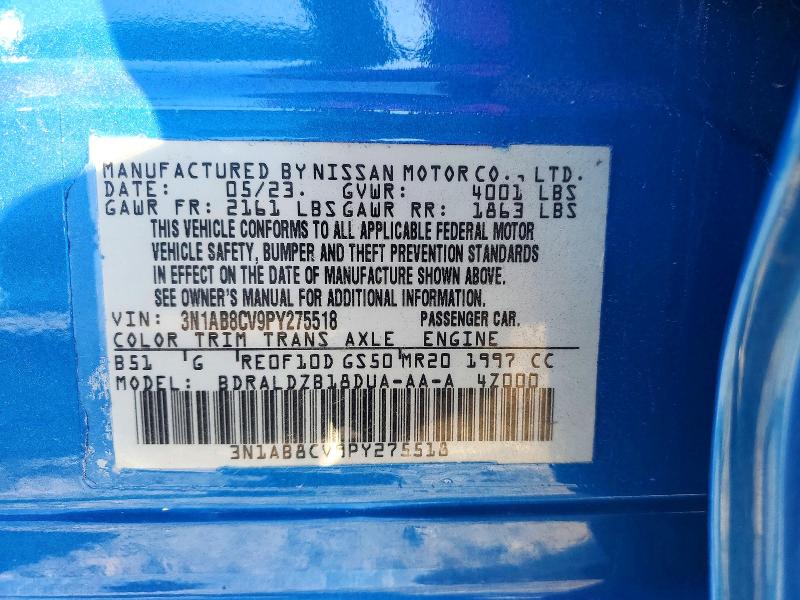 MANUFACTURED BY NISSAN MOTOR CO., LTD.
DATE: 05/23. GVWR: 4001 LBS
GAWR FR: 2161 LBS GAWR RR: 1863 LBS
THIS VEHICLE CONFORMS TO ALL APPLICABLE FEDERAL MOTOR
VEHICLE SAFETY, BUMPER AND THEFT PREVENTION STANDARDS
IN EFFECT ON THE DATE OF MANUFACTURE SHOWN ABOVE.
SEE OWNER'S MANUAL FOR ADDITIONAL INFORMATION.
VIN: 3N1AB8CV9PY275518 PASSENGER CAR.
COLOR TRIM TRANS AXLE ENGINE
B51 G RE0F10D GS50 MR20 1997 CC
MODEL: BDRALDZB18DUA-AA-A 4Z000
3N1AB8CV9PY275518